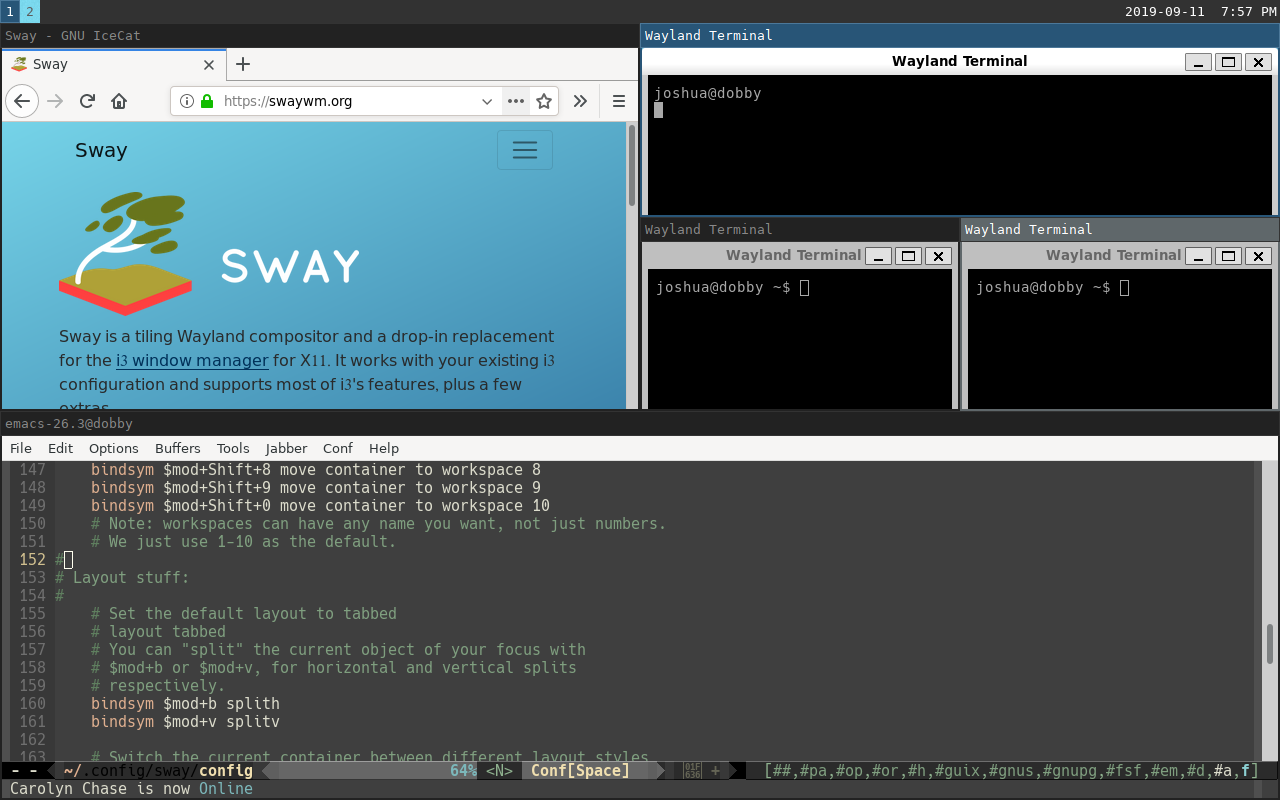 1 2 2019-09-11 7:57 PM
Sway - GNU IceCat
Sway
https://swaywm.org
Sway
SWAY
Sway is a tiling Wayland compositor and a drop-in replacement
for the i3 window manager for X11. It works with your existing i3
configuration and supports most of i3's features, plus a few
extras.
Wayland Terminal
Wayland Terminal
joshua@dobby
Wayland Terminal
Wayland Terminal
joshua@dobby ~$
Wayland Terminal
Wayland Terminal
joshua@dobby ~$
emacs-26.3@dobby
File Edit Options Buffers Tools Jabber Conf Help
147 bindsym $mod+Shift+8 move container to workspace 8
148 bindsym $mod+Shift+9 move container to workspace 9
149 bindsym $mod+Shift+0 move container to workspace 10
150 # Note: workspaces can have any name you want, not just numbers.
151 # We just use 1-10 as the default.
152 #
153 # Layout stuff:
154 #
155 # Set the default layout to tabbed
156 # layout tabbed
157 # You can "split" the current object of your focus with
158 # $mod+b or $mod+v, for horizontal and vertical splits
159 # respectively.
160 bindsym $mod+b splith
161 bindsym $mod+v splitv
162
163 # Switch the current container between different layout styles
- - ~/.config/sway/config 64% <N> Conf[Space] 01F636 + [##,#pa,#op,#or,#h,#guix,#gnus,#gnupg,#fsf,#em,#d,#a,f]
Carolyn Chase is now Online